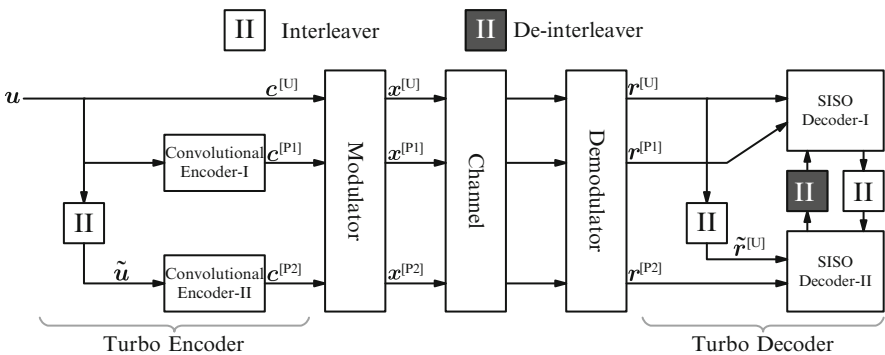 II Interleaver
II De-interleaver
u
c[U]
x[U]
r[U]
SISO
Decoder-I
Convolutional
Encoder-I
c[P1]
x[P1]
r[P1]
Modulator
Channel
Demodulator
II
II
II
II
ũ
r̃[U]
Convolutional
Encoder-II
c[P2]
x[P2]
r[P2]
SISO
Decoder-II
Turbo Encoder
Turbo Decoder